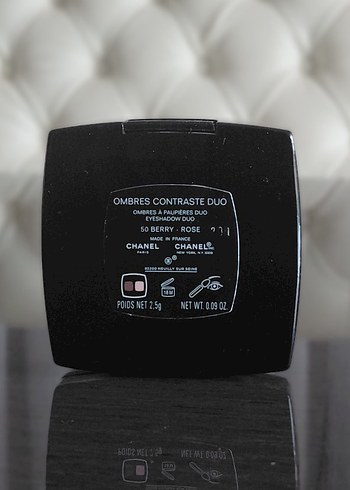 OMBRES CONTRASTE DUO
OMBRES À PAUPIÈRES DUO
EYESHADOW DUO
50 BERRY - ROSE
MADE IN FRANCE
CHANEL CHANEL®
PARIS NEW YORK, N.Y.
92200 NEUILLY SUR SEINE
POIDS NET 2,5g NET WT. 0.09 OZ.